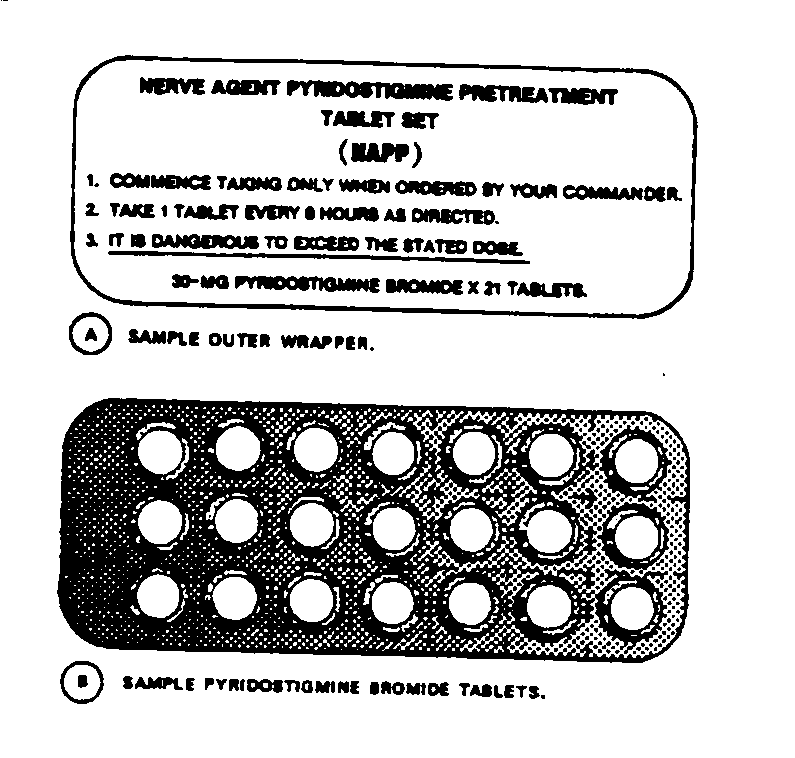 NERVE AGENT PYRIDOSTIGMINE PRETREATMENT
TABLET SET
(NAPP)
1. COMMENCE TAKING ONLY WHEN ORDERED BY YOUR COMMANDER.
2. TAKE 1 TABLET EVERY 8 HOURS AS DIRECTED.
3. IT IS DANGEROUS TO EXCEED THE STATED DOSE.
30-MG PYRIDOSTIGMINE BROMIDE X 21 TABLETS.
A SAMPLE OUTER WRAPPER.
B SAMPLE PYRIDOSTIGMINE BROMIDE TABLETS.